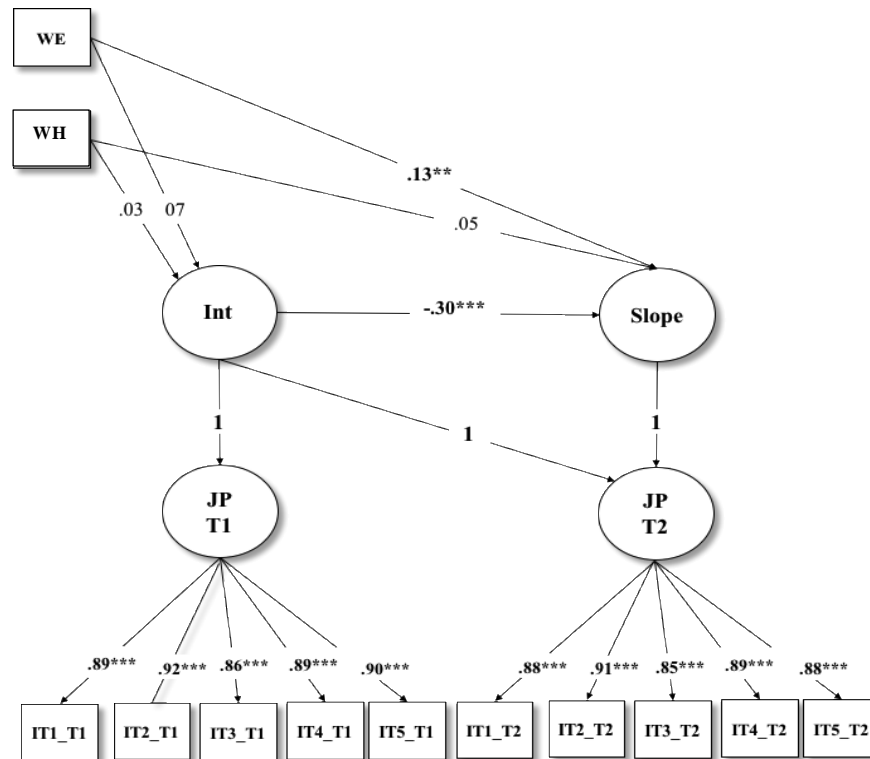 WE
WH
.13**
.03
07
.05
Int
-.30***
Slope
1
1
1
JP
T1
JP
T2
.89***
.92***
.86***
.89***
.90***
.88***
.91***
.85***
.89***
.88***
IT1_T1
IT2_T1
IT3_T1
IT4_T1
IT5_T1
IT1_T2
IT2_T2
IT3_T2
IT4_T2
IT5_T2